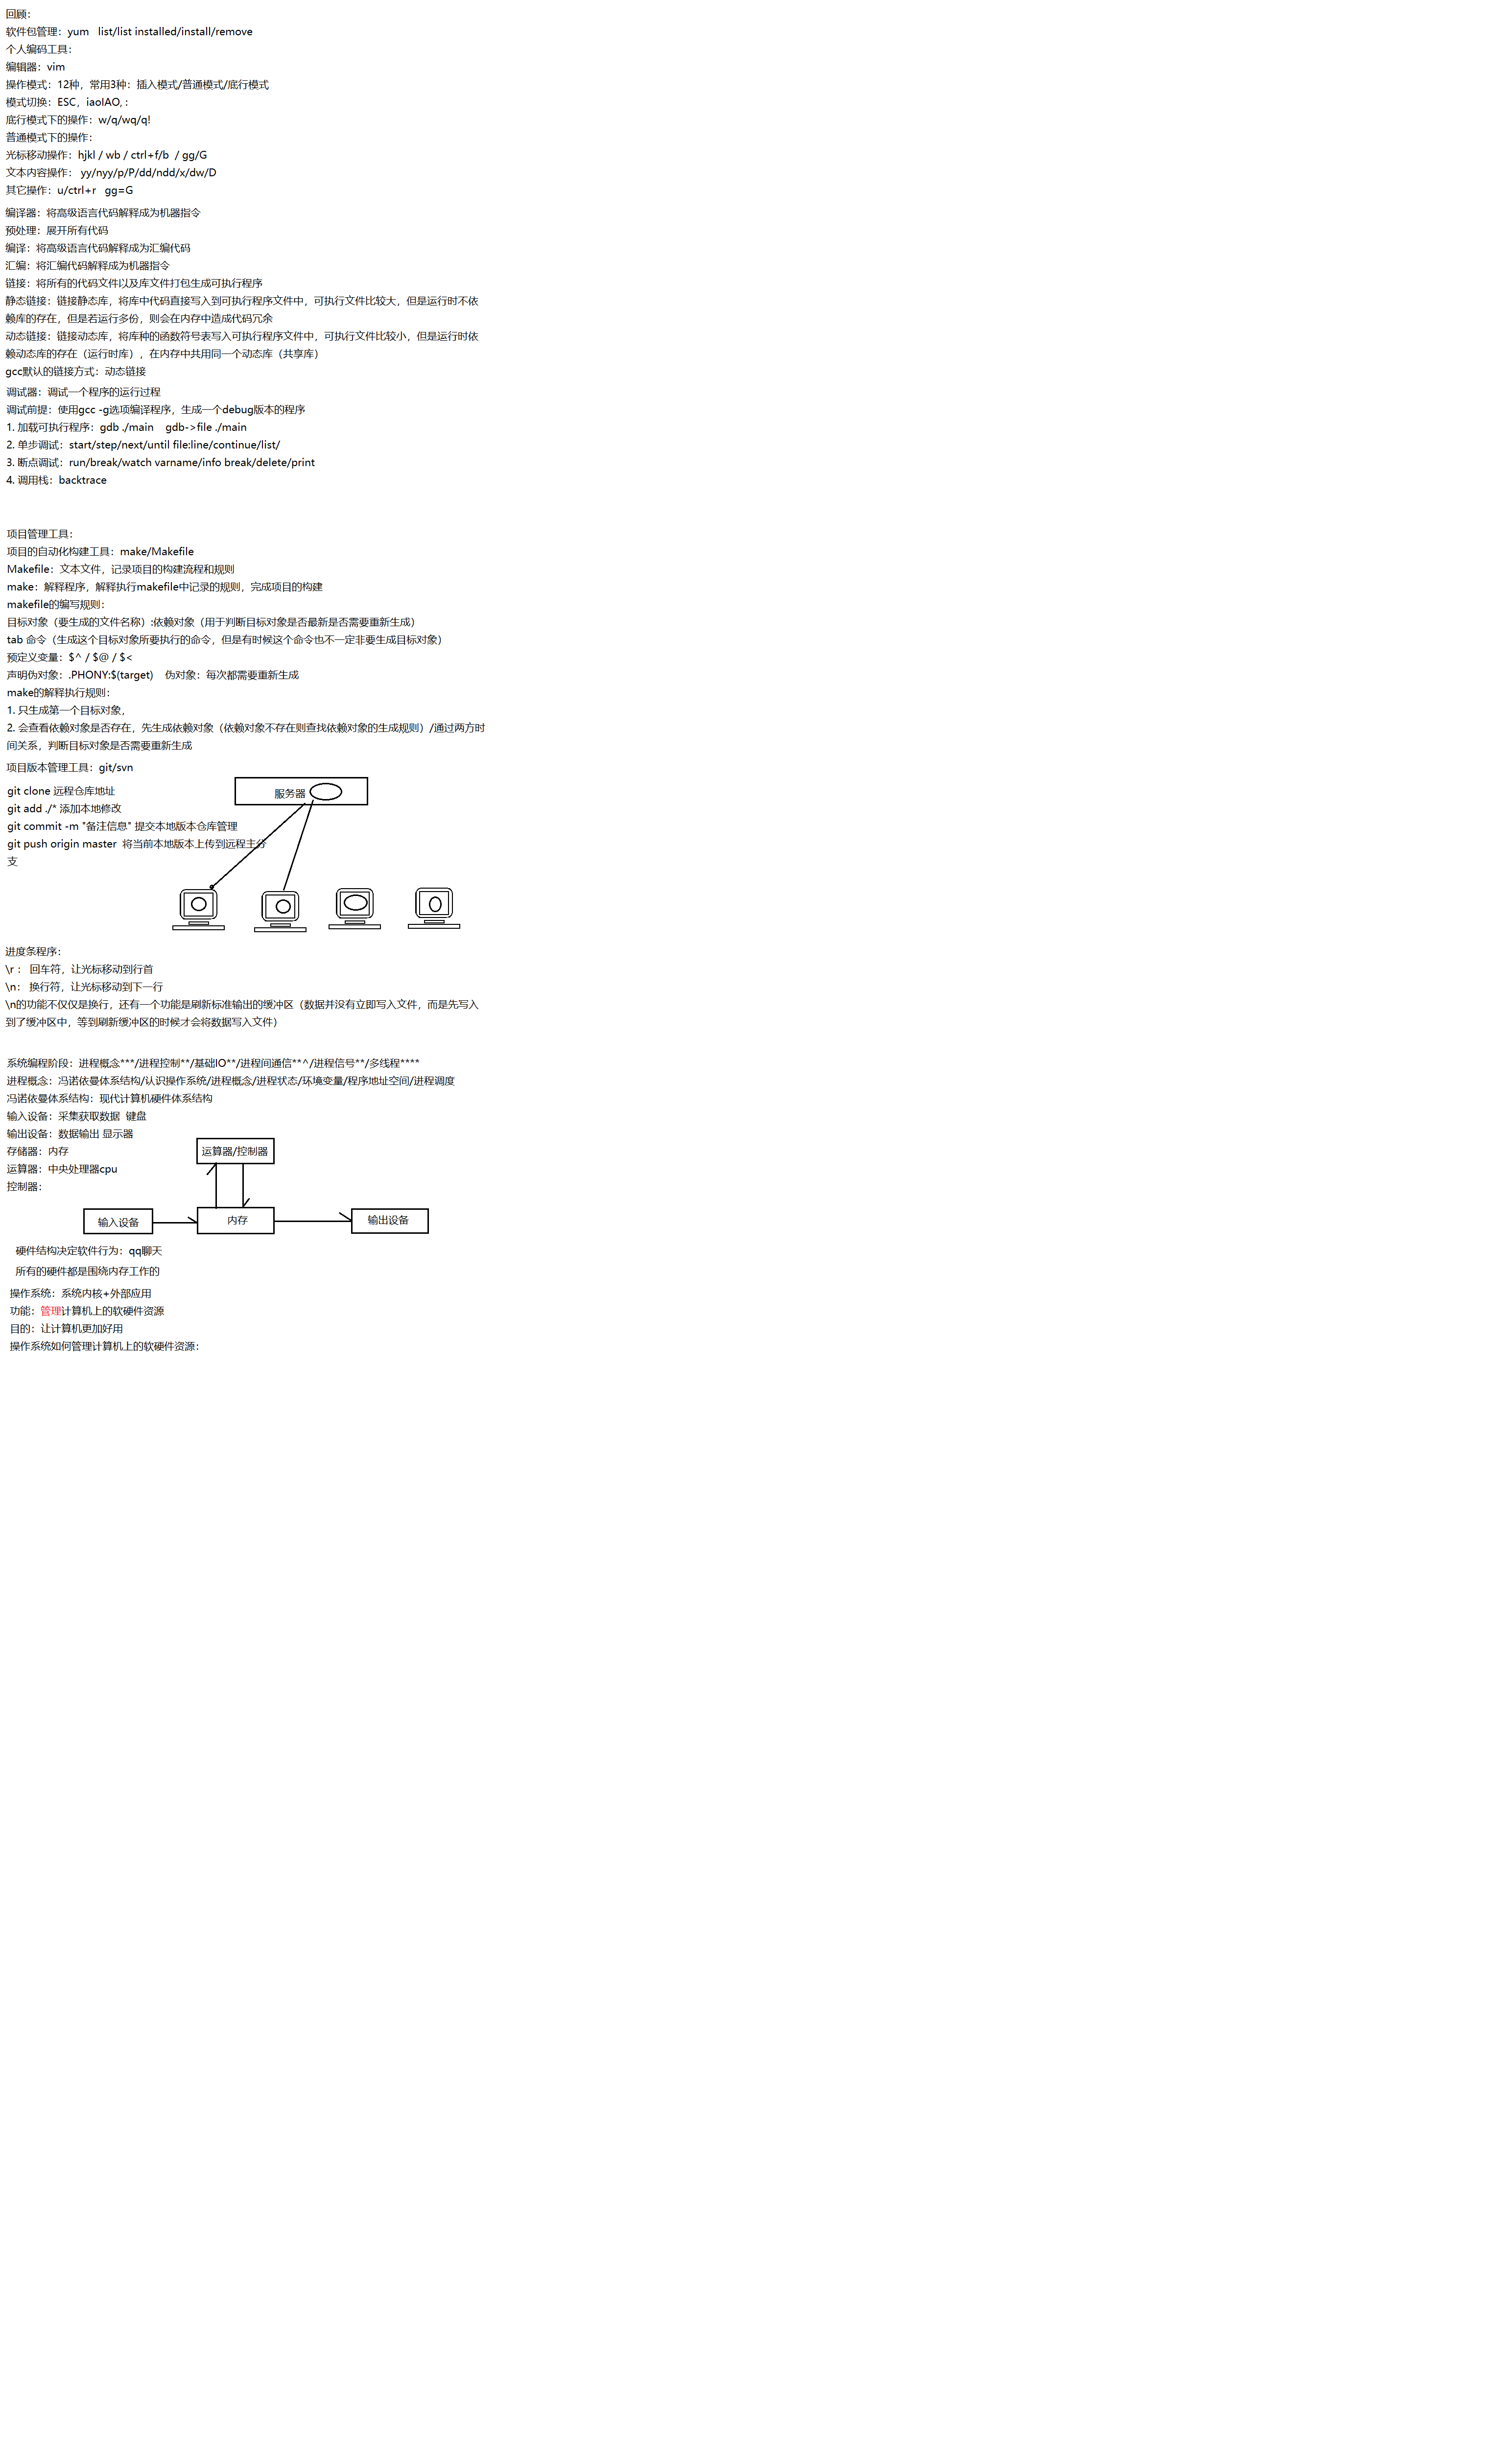 回顾：
软件包管理：yum   list/list installed/install/remove
个人编码工具：
编辑器：vim
操作模式：12种，常用3种：插入模式/普通模式/底行模式
模式切换：ESC，iaoIAO, :
底行模式下的操作：w/q/wq/q!
普通模式下的操作：
光标移动操作：hjkl / wb / ctrl+f/b  / gg/G
文本内容操作： yy/nyy/p/P/dd/ndd/x/dw/D
其它操作：u/ctrl+r   gg=G
编译器：将高级语言代码解释成为机器指令
预处理：展开所有代码
编译：将高级语言代码解释成为汇编代码
汇编：将汇编代码解释成为机器指令
链接：将所有的代码文件以及库文件打包生成可执行程序
静态链接：链接静态库，将库中代码直接写入到可执行程序文件中，可执行文件比较大，但是运行时不依
赖库的存在，但是若运行多份，则会在内存中造成代码冗余
动态链接：链接动态库，将库种的函数符号表写入可执行程序文件中，可执行文件比较小，但是运行时依
赖动态库的存在（运行时库），在内存中共用同一个动态库（共享库）
gcc默认的链接方式：动态链接
调试器：调试一个程序的运行过程
调试前提：使用gcc -g选项编译程序，生成一个debug版本的程序
1. 加载可执行程序：gdb ./main    gdb->file ./main
2. 单步调试：start/step/next/until file:line/continue/list/
3. 断点调试：run/break/watch varname/info break/delete/print
4. 调用栈：backtrace
项目管理工具：
项目的自动化构建工具：make/Makefile
Makefile：文本文件，记录项目的构建流程和规则
make：解释程序，解释执行makefile中记录的规则，完成项目的构建
makefile的编写规则：
目标对象（要生成的文件名称）:依赖对象（用于判断目标对象是否最新是否需要重新生成）
tab 命令（生成这个目标对象所要执行的命令，但是有时候这个命令也不一定非要生成目标对象）
预定义变量：$^ / $@ / $<
声明伪对象：.PHONY:$(target)    伪对象：每次都需要重新生成
make的解释执行规则：
1. 只生成第一个目标对象，
2. 会查看依赖对象是否存在，先生成依赖对象（依赖对象不存在则查找依赖对象的生成规则）/通过两方时
间关系，判断目标对象是否需要重新生成
项目版本管理工具：git/svn
服务器
git clone 远程仓库地址
git add ./* 添加本地修改
git commit -m "备注信息" 提交本地版本仓库管理
git push origin master  将当前本地版本上传到远程主分
支
进度条程序：
\r ： 回车符，让光标移动到行首
\n： 换行符，让光标移动到下一行
\n的功能不仅仅是换行，还有一个功能是刷新标准输出的缓冲区（数据并没有立即写入文件，而是先写入
到了缓冲区中，等到刷新缓冲区的时候才会将数据写入文件）
系统编程阶段：进程概念***/进程控制**/基础IO**/进程间通信**^/进程信号**/多线程****
进程概念：冯诺依曼体系结构/认识操作系统/进程概念/进程状态/环境变量/程序地址空间/进程调度
冯诺依曼体系结构：现代计算机硬件体系结构
输入设备：采集获取数据  键盘
输出设备：数据输出 显示器
存储器：内存
运算器：中央处理器cpu
控制器：
运算器/控制器
输入设备
内存
输出设备
硬件结构决定软件行为：qq聊天
所有的硬件都是围绕内存工作的
操作系统：系统内核+外部应用
功能：管理计算机上的软硬件资源
目的：让计算机更加好用
操作系统如何管理计算机上的软硬件资源：